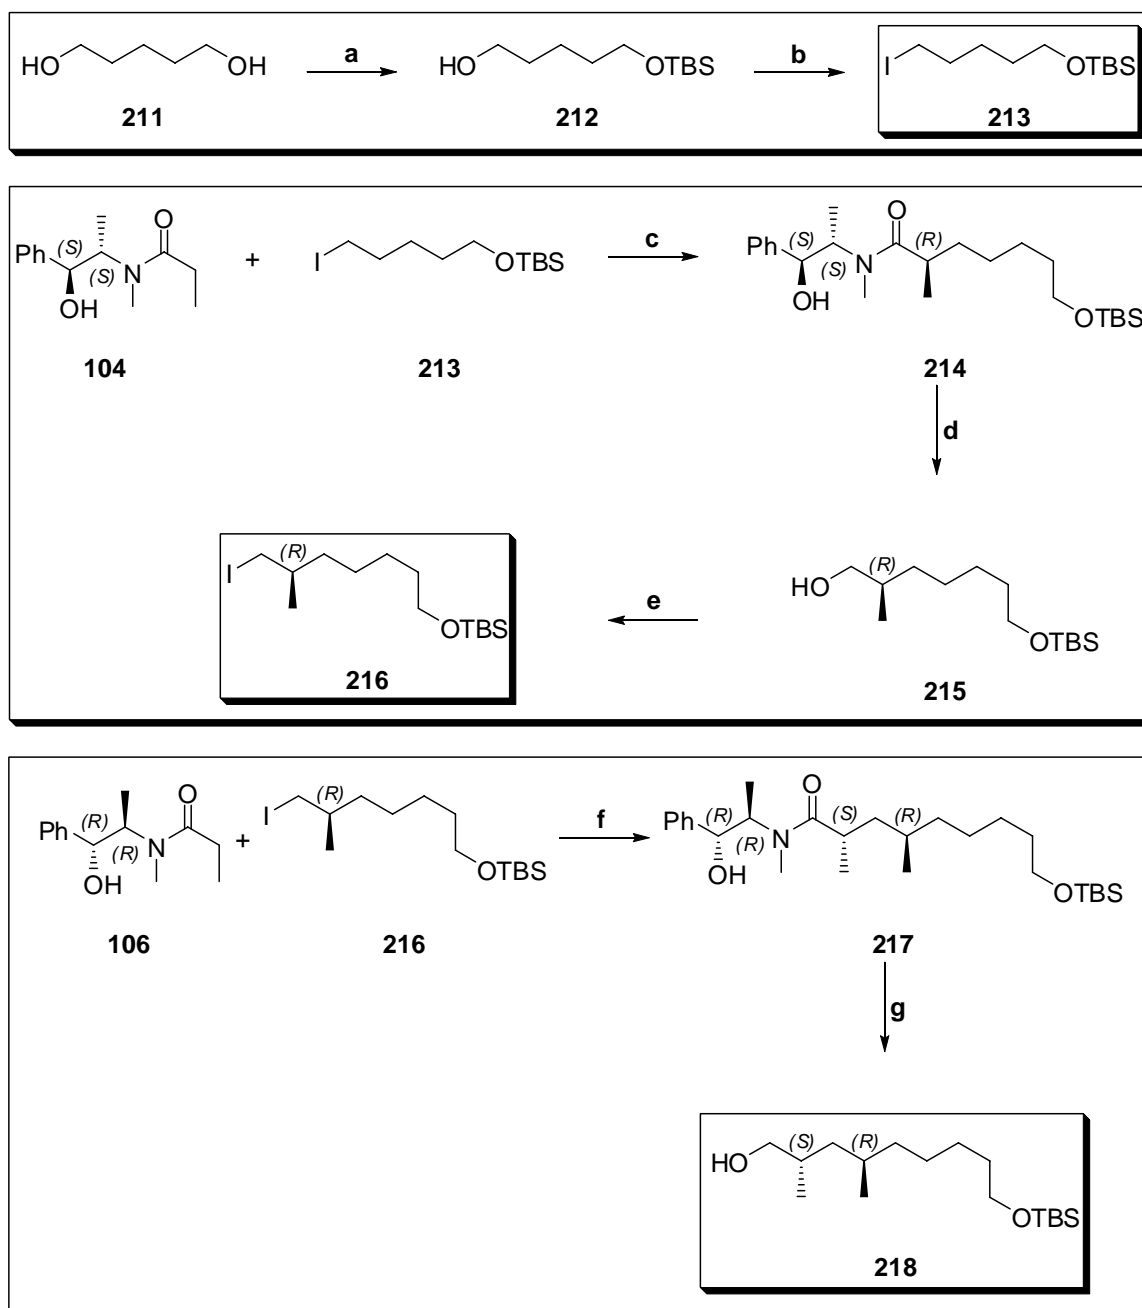 HO OH a HO OTBS b I OTBS
211 212 213
Ph (S) (S) OH N O + I OTBS c Ph (S) (S) OH N O (R) OTBS
104 213 214
d
I (R) OTBS e HO (R) OTBS
216 215
Ph (R) (R) OH N O + I (R) OTBS f Ph (R) (R) OH N O (S) (R) OTBS
106 216 217
g
HO (S) (R) OTBS
218